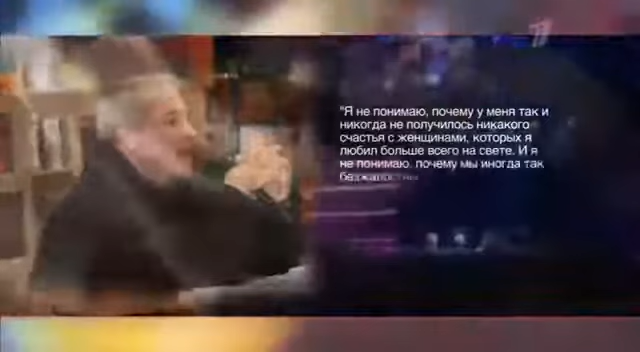 "Я не понимаю, почему у меня так и
никогда не получилось никакого
счастья с женщинами, которых я
любил больше всего на свете. И я
не понимаю, почему мы иногда так